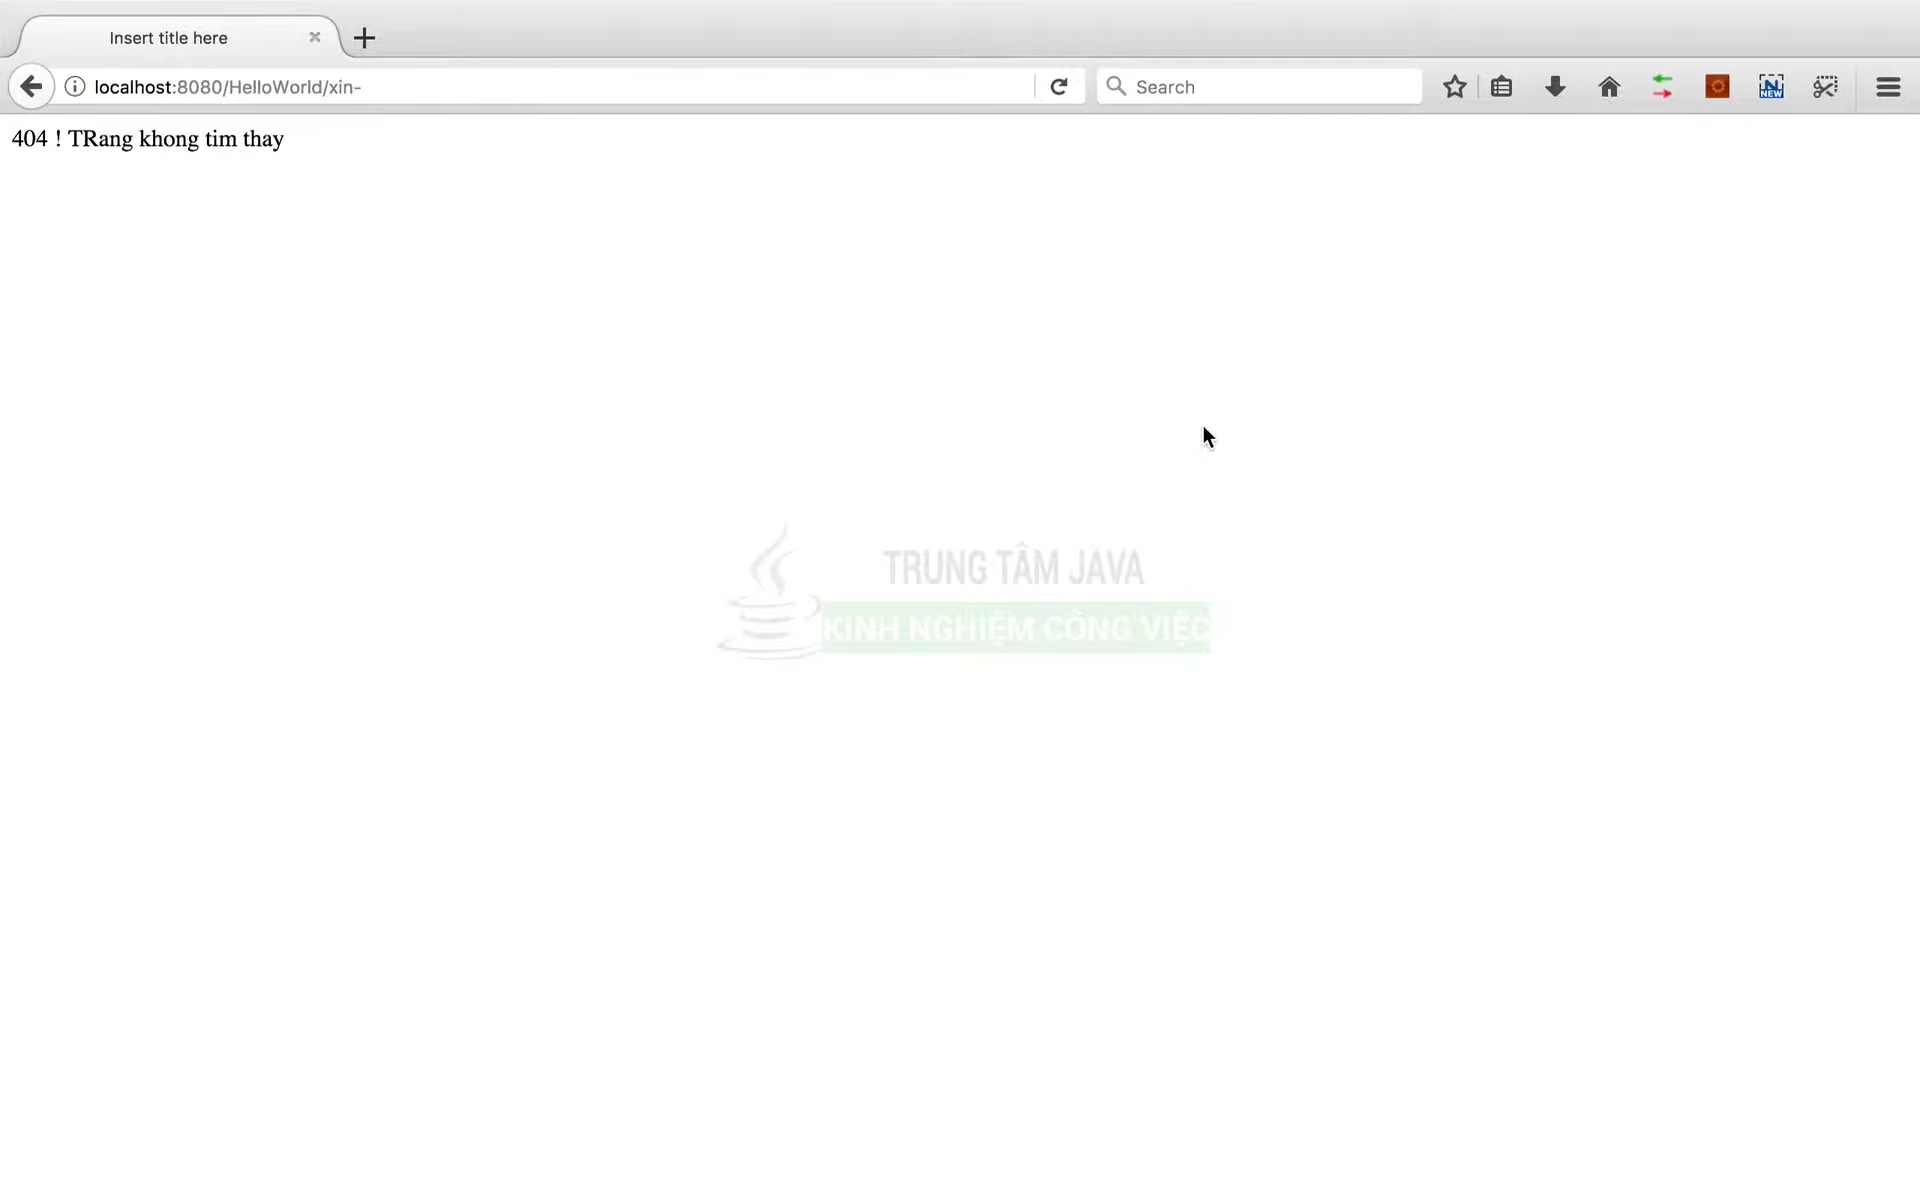 Insert title here
localhost:8080/HelloWorld/xin-
Search
NEW
404 ! TRang khong tim thay
TRUNG TÂM JAVA
KINH NGHIỆM CÔNG VIỆC